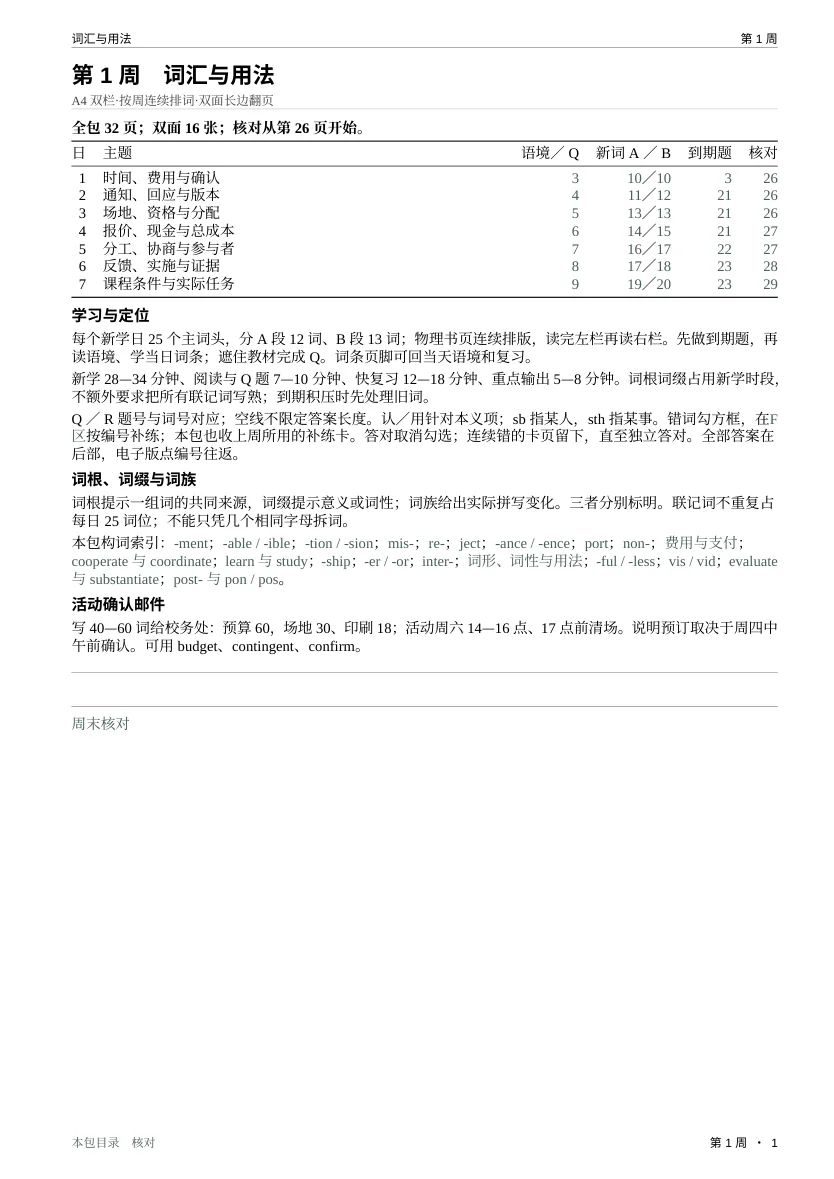 词汇与用法 第 1 周
第 1 周 词汇与用法
A4 双栏·按周连续排词·双面长边翻页
全包 32 页；双面 16 张；核对从第 26 页开始。
日 主题 语境／ Q 新词 A ／ B 到期题 核对
1 时间、费用与确认 3 10／10 3 26
2 通知、回应与版本 4 11／12 21 26
3 场地、资格与分配 5 13／13 21 26
4 报价、现金与总成本 6 14／15 21 27
5 分工、协商与参与者 7 16／17 22 27
6 反馈、实施与证据 8 17／18 23 28
7 课程条件与实际任务 9 19／20 23 29
学习与定位
每个新学日 25 个主词头，分 A 段 12 词、B 段 13 词；物理书页连续排版，读完左栏再读右栏。先做到期题，再
读语境、学当日词条；遮住教材完成 Q。词条页脚可回当天语境和复习。
新学 28—34 分钟、阅读与 Q 题 7—10 分钟、快复习 12—18 分钟、重点输出 5—8 分钟。词根词缀占用新学时段，
不额外要求把所有联记词写熟；到期积压时先处理旧词。
Q ／ R 题号与词号对应；空线不限定答案长度。认／用针对本义项；sb 指某人，sth 指某事。错词勾方框，在F
区按编号补练；本包也收上周所用的补练卡。答对取消勾选；连续错的卡页留下，直至独立答对。全部答案在
后部，电子版点编号往返。
词根、词缀与词族
词根提示一组词的共同来源，词缀提示意义或词性；词族给出实际拼写变化。三者分别标明。联记词不重复占
每日 25 词位；不能只凭几个相同字母拆词。
本包构词索引：-ment；-able / -ible；-tion / -sion；mis-；re-；ject；-ance / -ence；port；non-；费用与支付；
cooperate 与 coordinate；learn 与 study；-ship；-er / -or；inter-；词形、词性与用法；-ful / -less；vis / vid；evaluate
与 substantiate；post- 与 pon / pos。
活动确认邮件
写 40—60 词给校务处：预算 60，场地 30、印刷 18；活动周六 14—16 点、17 点前清场。说明预订取决于周四中
午前确认。可用 budget、contingent、confirm。
周末核对
本包目录 核对 第 1 周 • 1